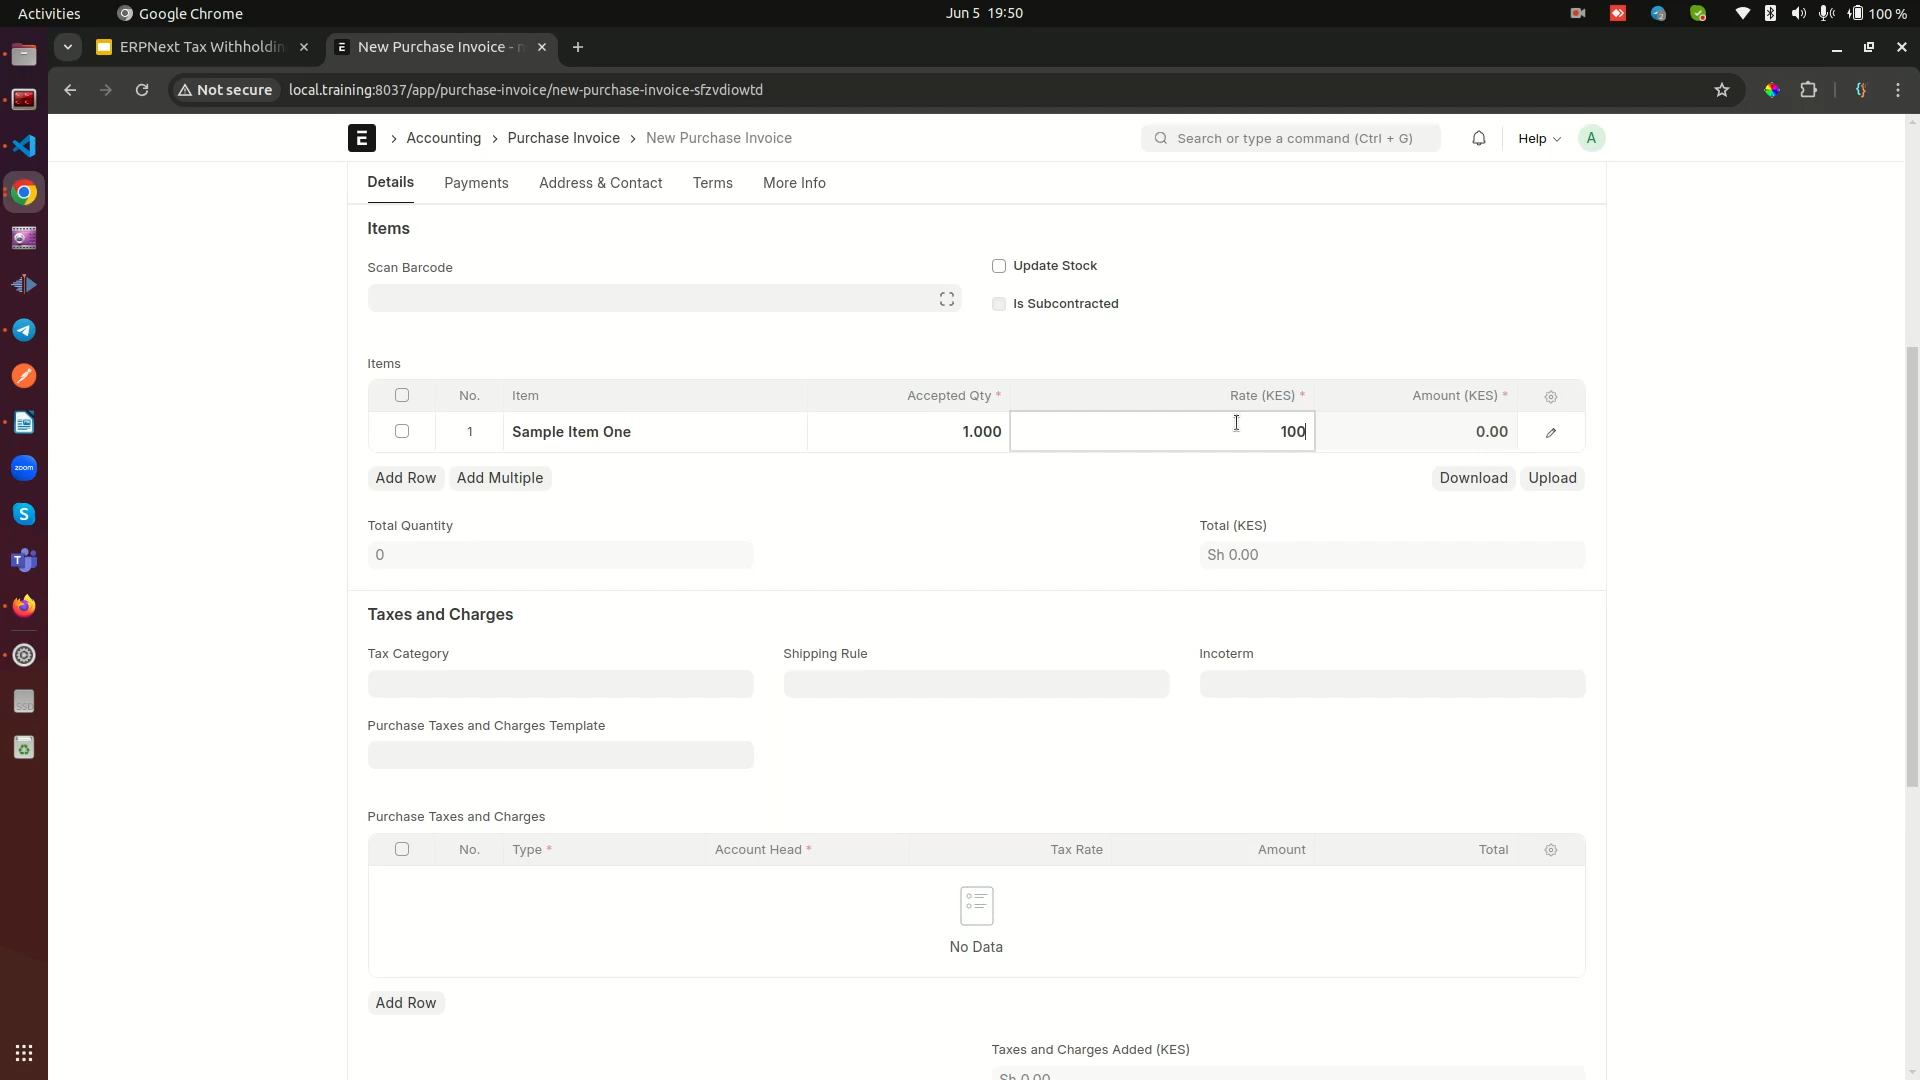 Activities Google Chrome Jun 5 19:50 100 %
ERPNext Tax Withholdin New Purchase Invoice - n
Not secure local.training:8037/app/purchase-invoice/new-purchase-invoice-sfzvdiowtd
E Accounting Purchase Invoice New Purchase Invoice Search or type a command (Ctrl + G) Help A
Details Payments Address & Contact Terms More Info
Items
Scan Barcode
Update Stock
Is Subcontracted
Items
No. Item Accepted Qty * Rate (KES) * Amount (KES) *
1 Sample Item One 1.000 100 0.00
Add Row Add Multiple Download Upload
Total Quantity Total (KES)
0 Sh 0.00
Taxes and Charges
Tax Category Shipping Rule Incoterm
Purchase Taxes and Charges Template
Purchase Taxes and Charges
No. Type * Account Head * Tax Rate Amount Total
No Data
Add Row
Taxes and Charges Added (KES)
Sh 0.00
zoom
SSD